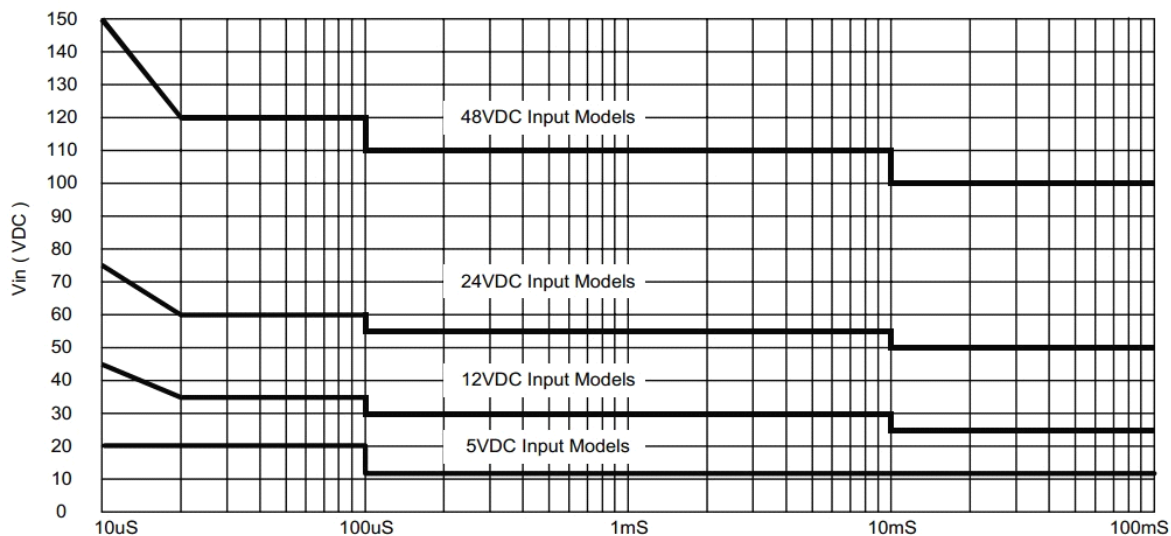 150
140
130
120
110
100
90
80
70
60
50
40
30
20
10
0
Vin ( VDC )
48VDC Input Models
24VDC Input Models
12VDC Input Models
5VDC Input Models
10uS 100uS 1mS 10mS 100mS